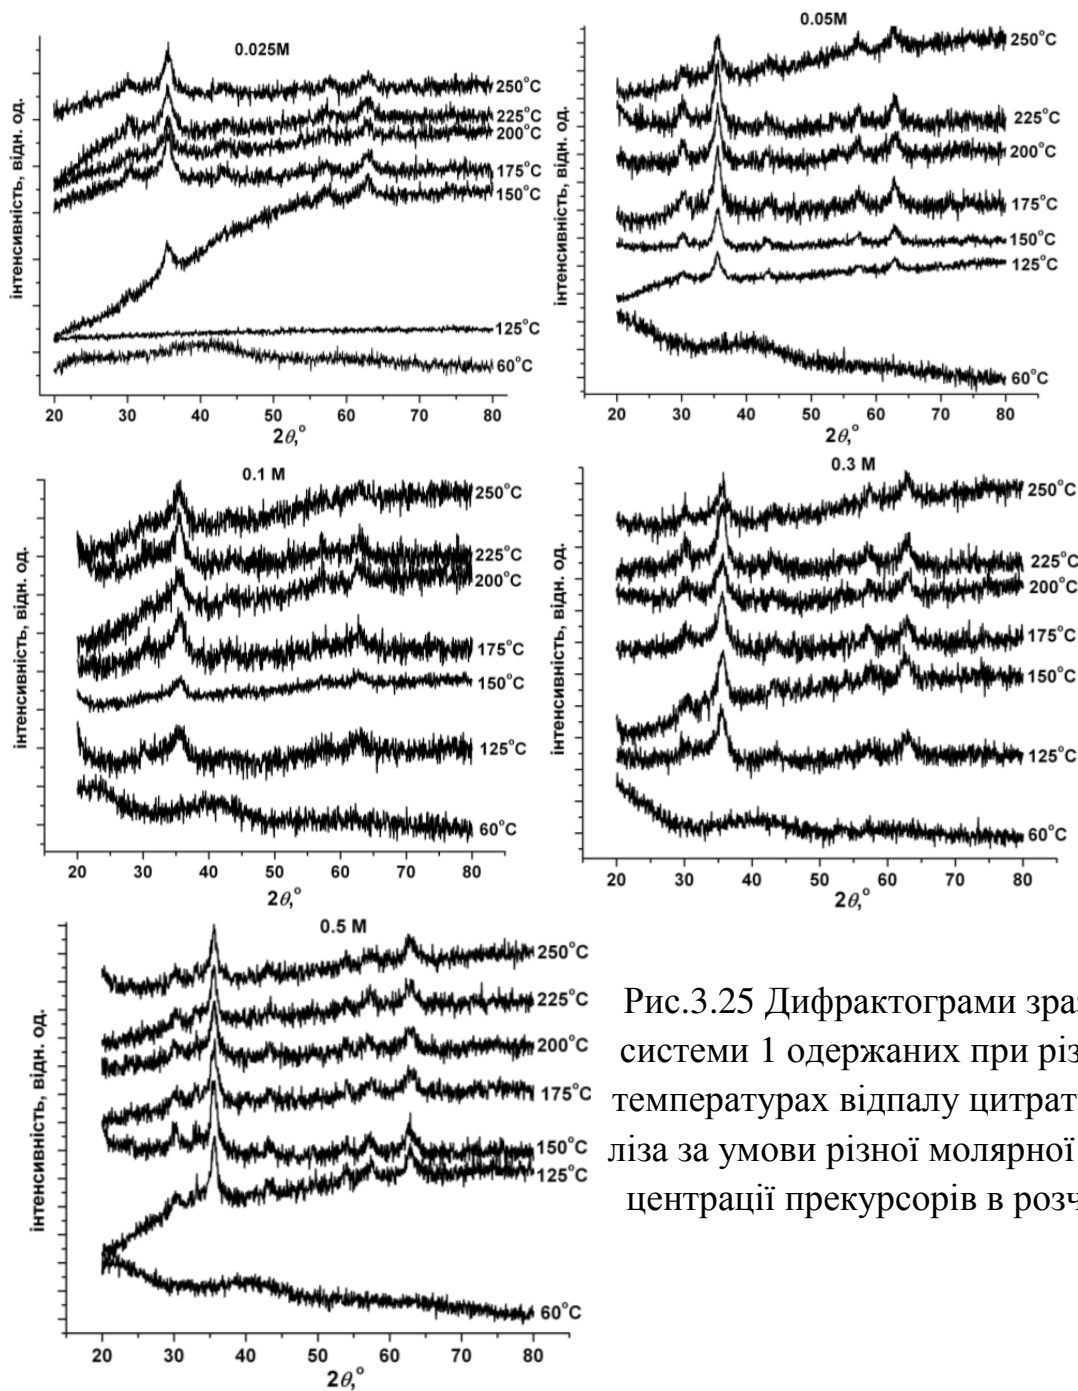 0.025M
250°C
225°C
200°C
175°C
150°C
125°C
60°C
інтенсивність, відн. од.
20 30 40 50 60 70 80
2θ,°
0.05M
250°C
225°C
200°C
175°C
150°C
125°C
60°C
інтенсивність, відн. од.
20 30 40 50 60 70 80
2θ,°
0.1 M
250°C
225°C
200°C
175°C
150°C
125°C
60°C
інтенсивність, відн. од.
20 30 40 50 60 70 80
2θ,°
0.3 M
250°C
225°C
200°C
175°C
150°C
125°C
60°C
інтенсивність, відн. од.
20 30 40 50 60 70 80
2θ,°
0.5 M
250°C
225°C
200°C
175°C
150°C
125°C
60°C
інтенсивність, відн. од.
20 30 40 50 60 70 80
2θ,°
Рис.3.25 Дифрактограми
системи 1 одержаних при
температурах відпалу
ліза за умови різної молярної
центрації прекурсорів в